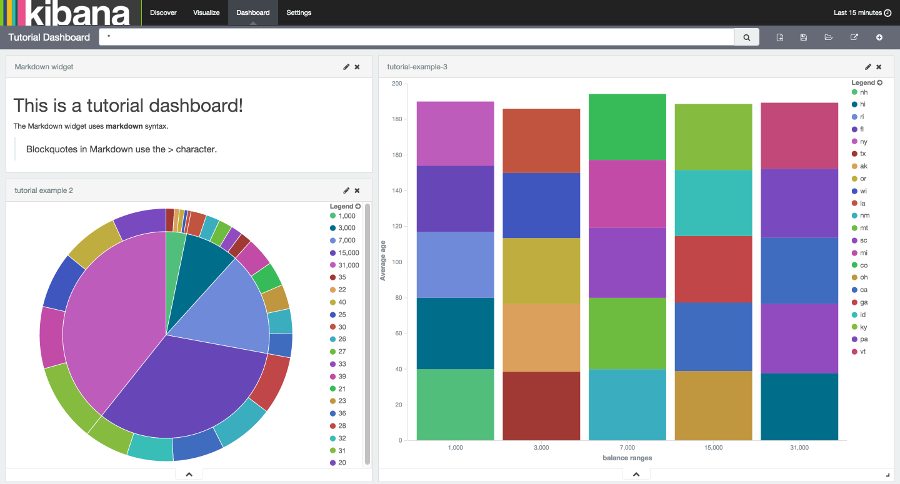 kibana
Discover Visualize Dashboard Settings
Last 15 minutes
Tutorial Dashboard
*
Markdown widget
This is a tutorial dashboard!
The Markdown widget uses markdown syntax.
Blockquotes in Markdown use the > character.
tutorial example 2
Legend
1,000
3,000
7,000
15,000
31,000
35
22
40
25
30
26
27
33
39
21
23
36
28
32
31
20
tutorial-example-3
200
180
160
140
120
100
80
60
40
20
0
Average age
1,000 3,000 7,000 15,000 31,000
balance ranges
Legend
nh
hi
ri
fl
ny
tx
ak
or
wi
la
nm
mt
sc
mi
co
oh
ga
id
ky
pa
vt